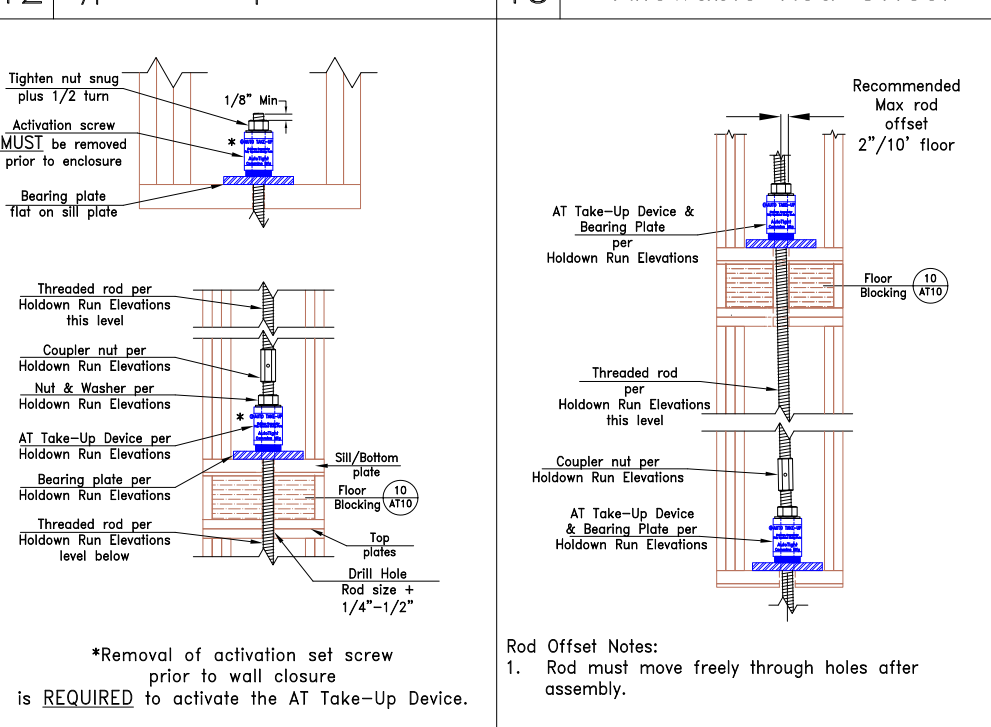 Tighten nut snug
plus 1/2 turn
1/8" Min
Activation screw
MUST be removed
prior to enclosure
*
Bearing plate
flat on sill plate
Threaded rod per
Holdown Run Elevations
this level
Coupler nut per
Holdown Run Elevations
Nut & Washer per
Holdown Run Elevations
*
AT Take-Up Device per
Holdown Run Elevations
Bearing plate per
Holdown Run Elevations
Threaded rod per
Holdown Run Elevations
level below
Sill/Bottom
plate
Floor
Blocking
10
AT10
Top
plates
Drill Hole
Rod size +
1/4"-1/2"
*Removal of activation set screw
prior to wall closure
is REQUIRED to activate the AT Take-Up Device.
Allowable Rod Offset
Recommended
Max rod
offset
2"/10' floor
AT Take-Up Device &
Bearing Plate
per
Holdown Run Elevations
Floor
Blocking
10
AT10
Threaded rod
per
Holdown Run Elevations
this level
Coupler nut per
Holdown Run Elevations
AT Take-Up Device
& Bearing Plate per
Holdown Run Elevations
Rod Offset Notes:
1. Rod must move freely through holes after
assembly.